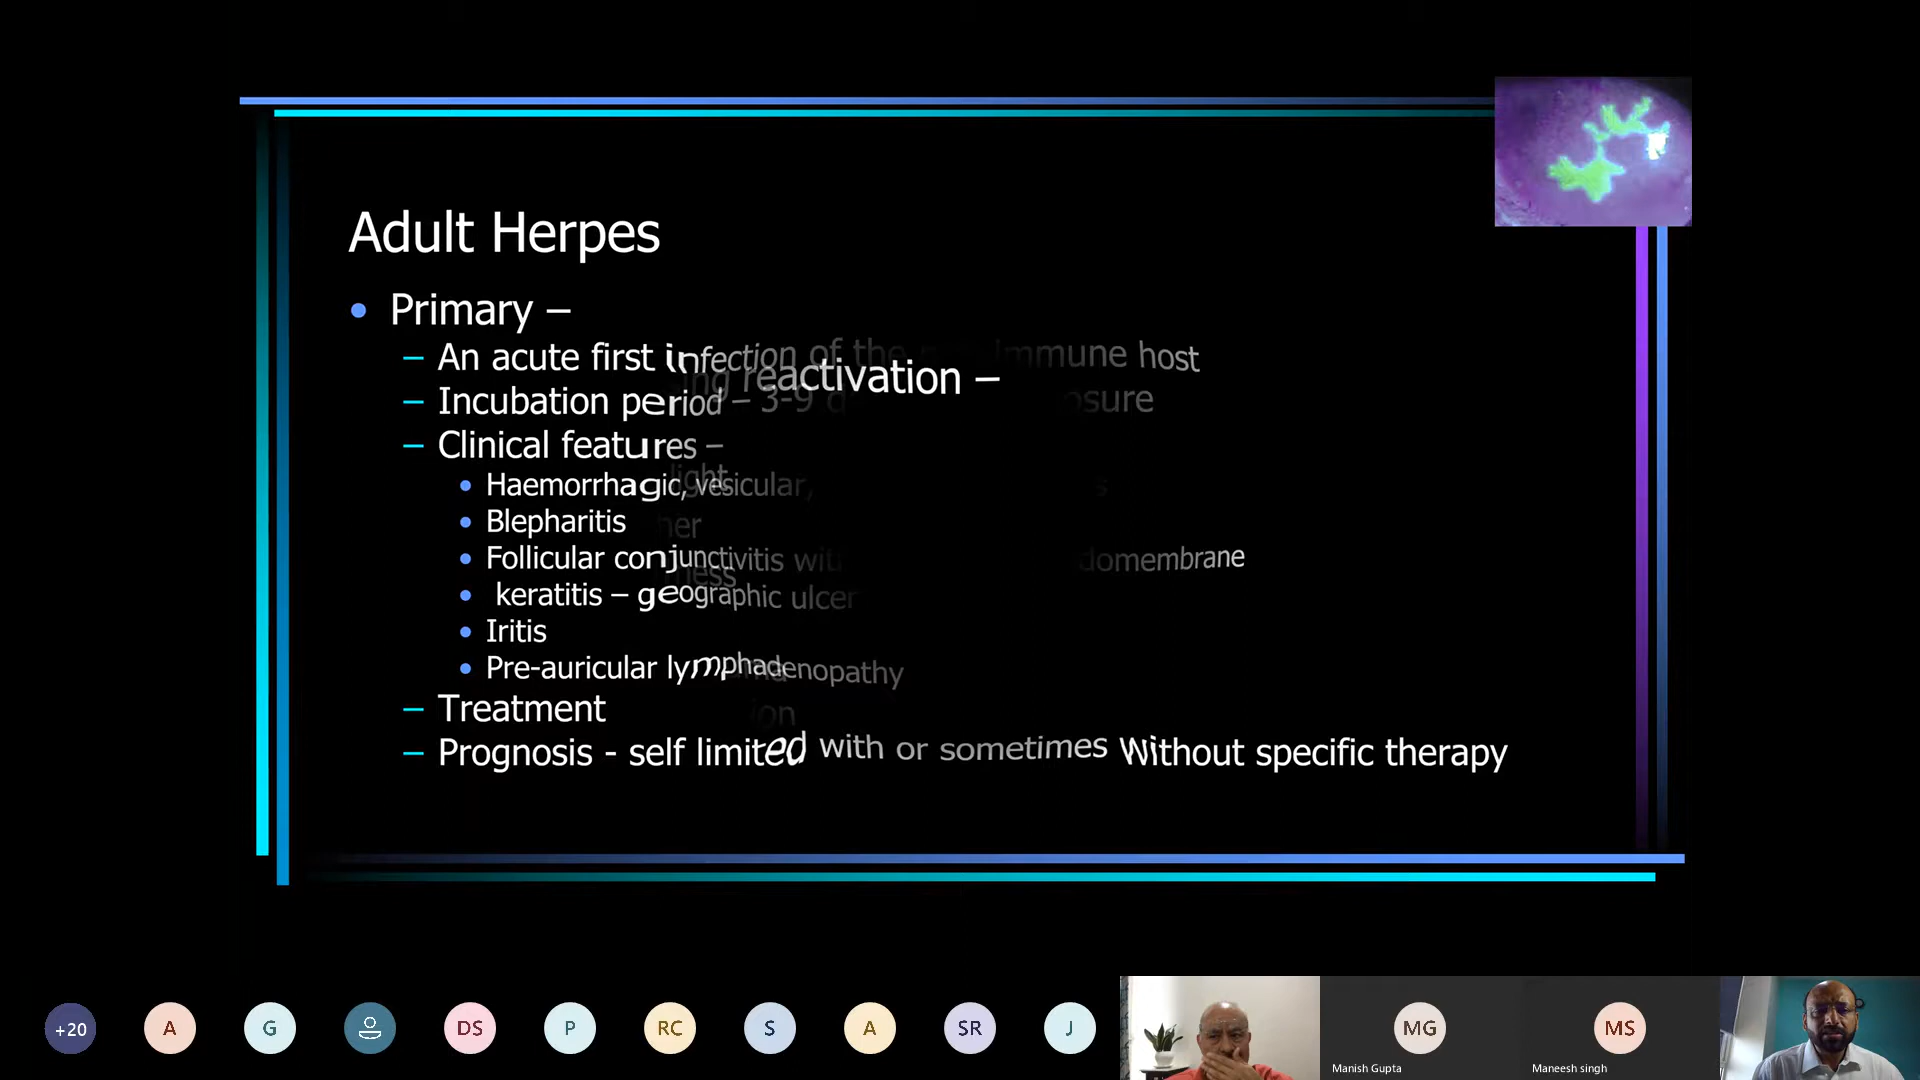 Adult Herpes
Primary –
– An acute first infection of the immune host
reactivation –
– Incubation period – 3-9
– Clinical features –
Haemorrhagic, vesicular,
light
Blepharitis
Follicular conjunctivitis with
keratitis – geographic ulcer
Iritis
Pre-auricular lymphadenopathy
– Treatment
– Prognosis - self limited with or sometimes Without specific therapy
+20
A
G
DS
P
RC
S
A
SR
J
MG
MS
Manish Gupta
Maneesh singh